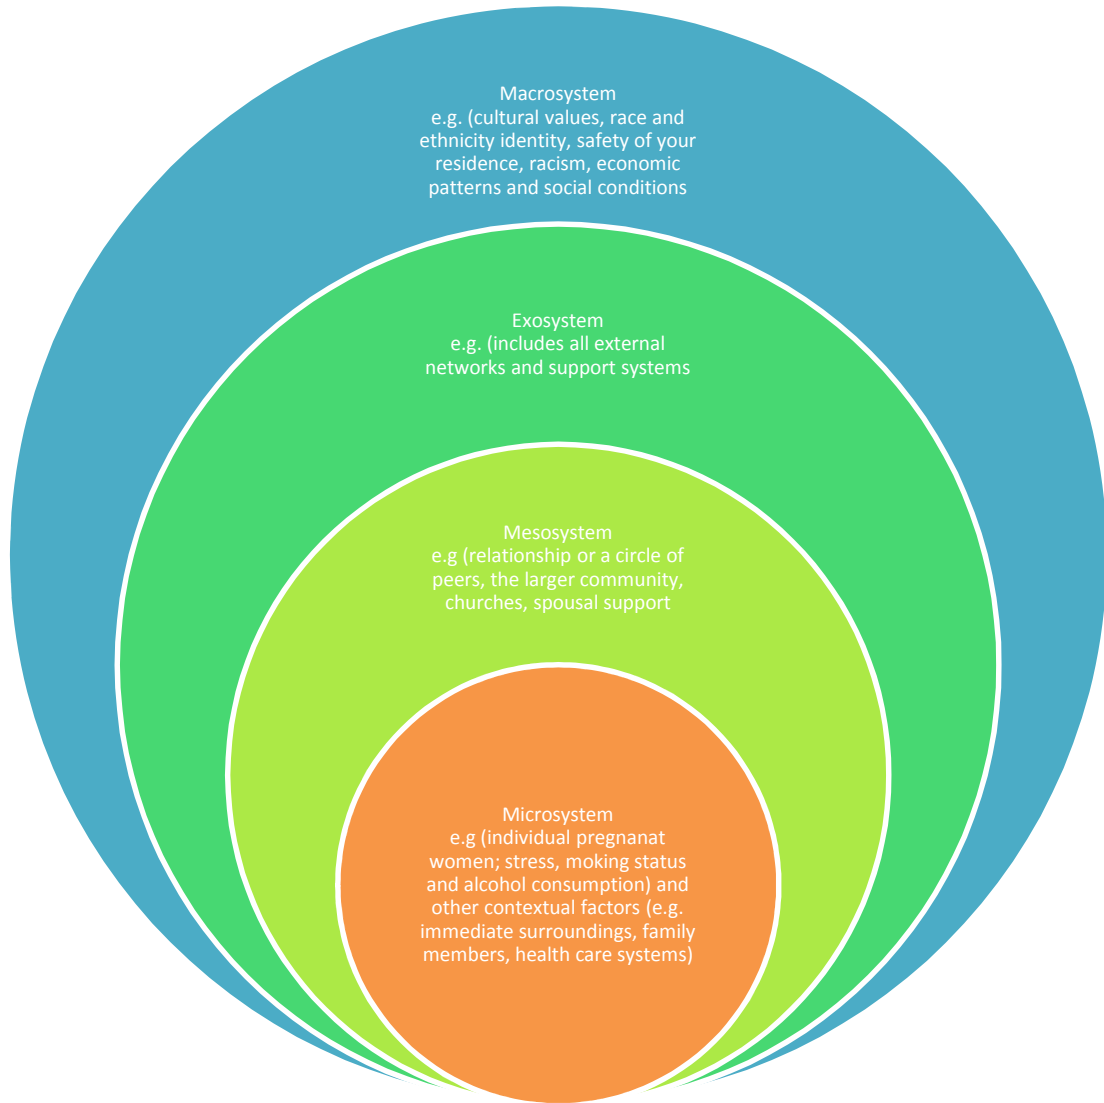 Macrosystem
e.g. (cultural values, race and
ethnicity identity, safety of your
residence, racism, economic
patterns and social conditions
Exosystem
e.g. (includes all external
networks and support systems
Mesosystem
e.g (relationship or a circle of
peers, the larger community,
churches, spousal support
Microsystem
e.g (individual pregnanat
women; stress, moking status
and alcohol consumption) and
other contextual factors (e.g.
immediate surroundings, family
members, health care systems)